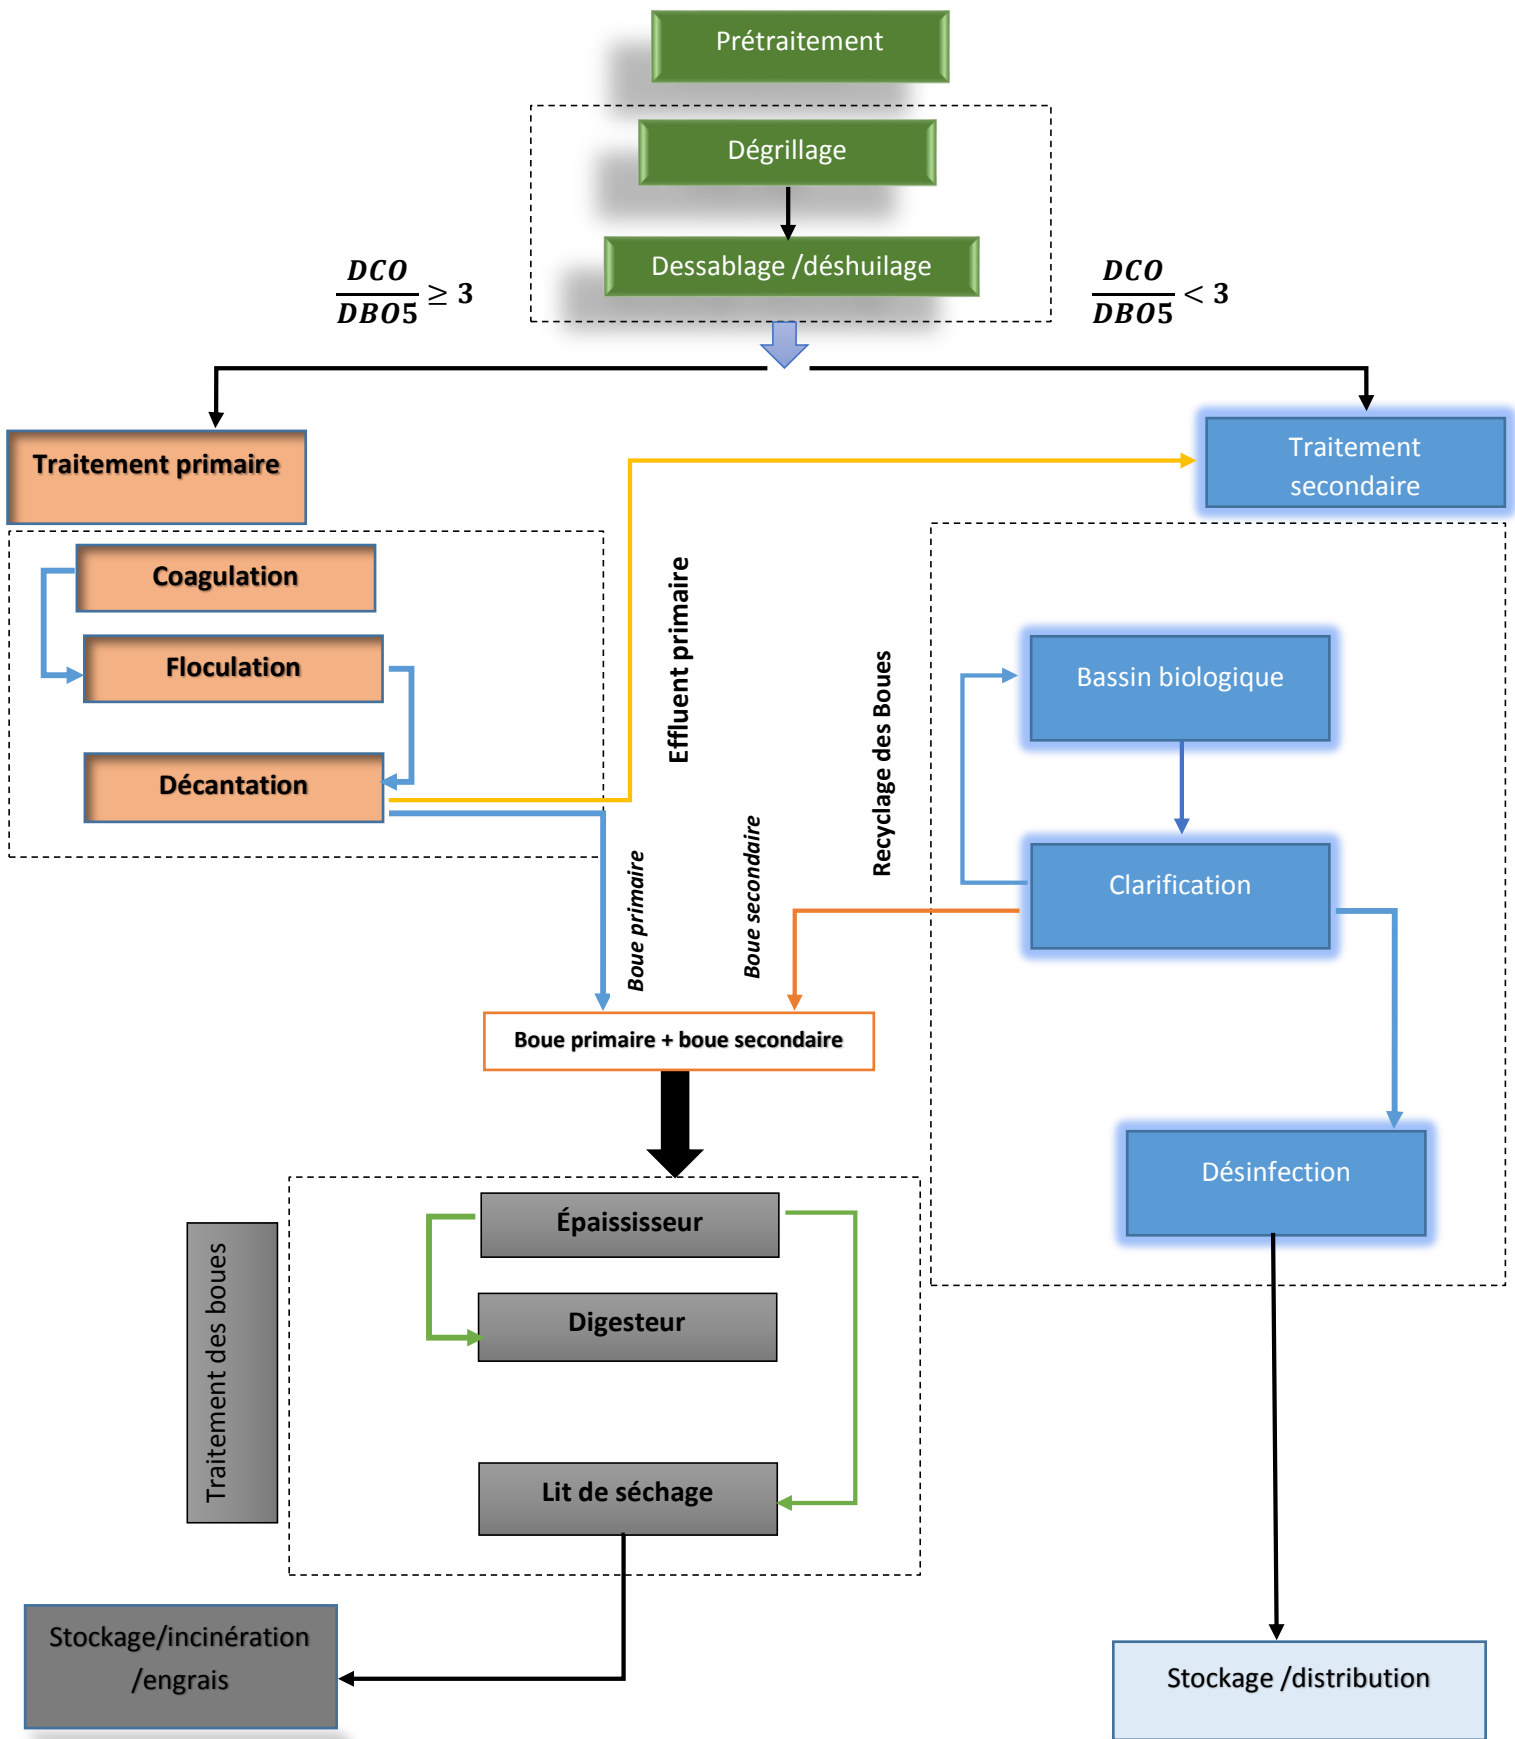 Prétraitement
Dégrillage
Dessablage /déshuilage
DCO
DBO5
≥ 3
DCO
DBO5
< 3
Traitement primaire
Traitement
secondaire
Coagulation
Floculation
Décantation
Effluent primaire
Recyclage des Boues
Bassin biologique
Clarification
Boue primaire
Boue secondaire
Boue primaire + boue secondaire
Désinfection
Traitement des boues
Épaississeur
Digesteur
Lit de séchage
Stockage/incinération
/engrais
Stockage /distribution